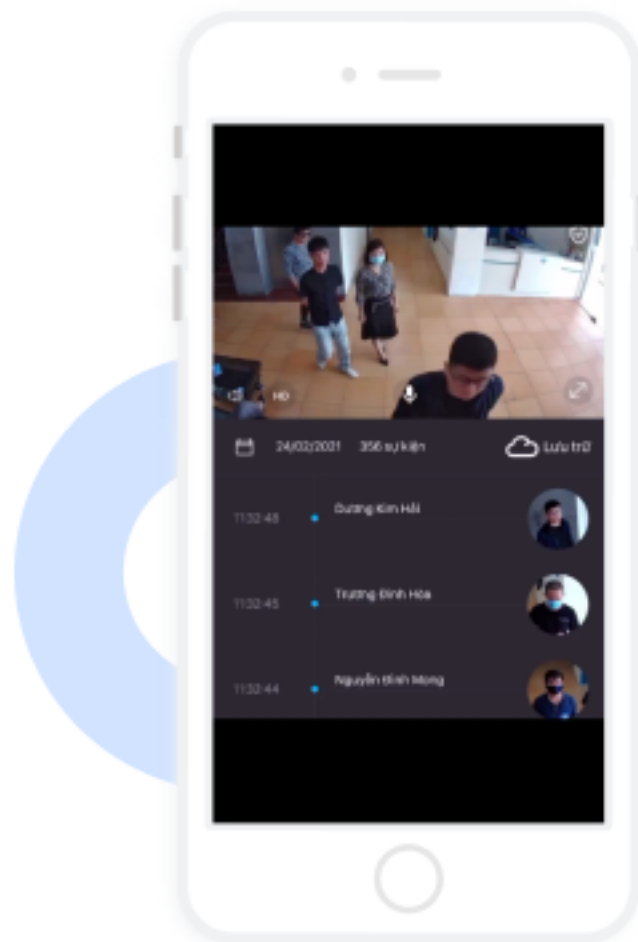 HD
24/02/2021 356 sự kiện Lưu trữ
11:32:48 Dương Kim Hải
11:32:45 Trương Đình Hòa
11:32:44 Nguyễn Đình Mong